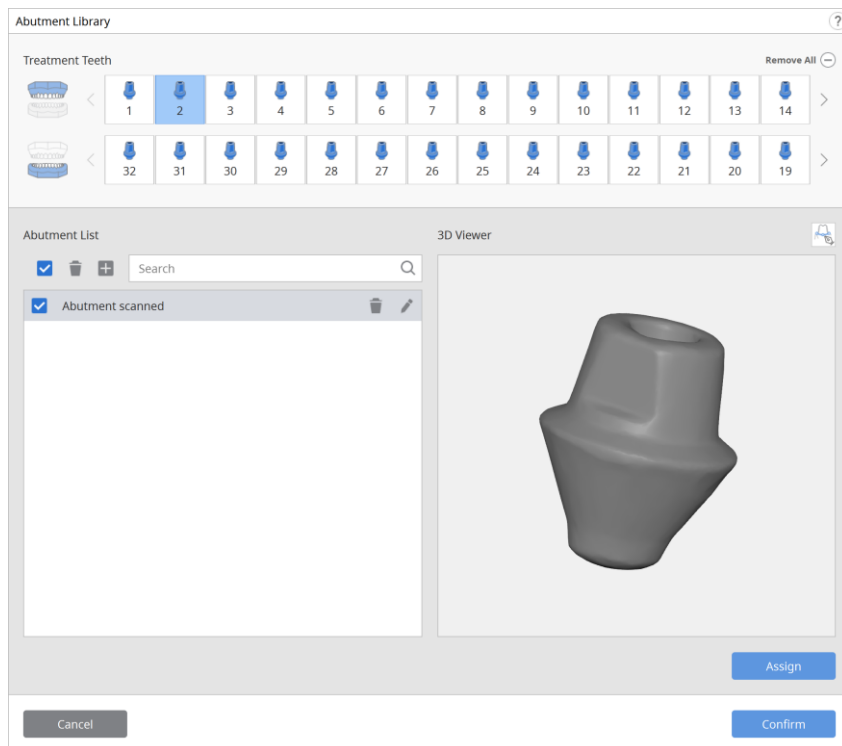 Abutment Library
?
Treatment Teeth
Remove All
1 2 3 4 5 6 7 8 9 10 11 12 13 14
32 31 30 29 28 27 26 25 24 23 22 21 20 19
Abutment List
3D Viewer
Search
Abutment scanned
Assign
Cancel
Confirm